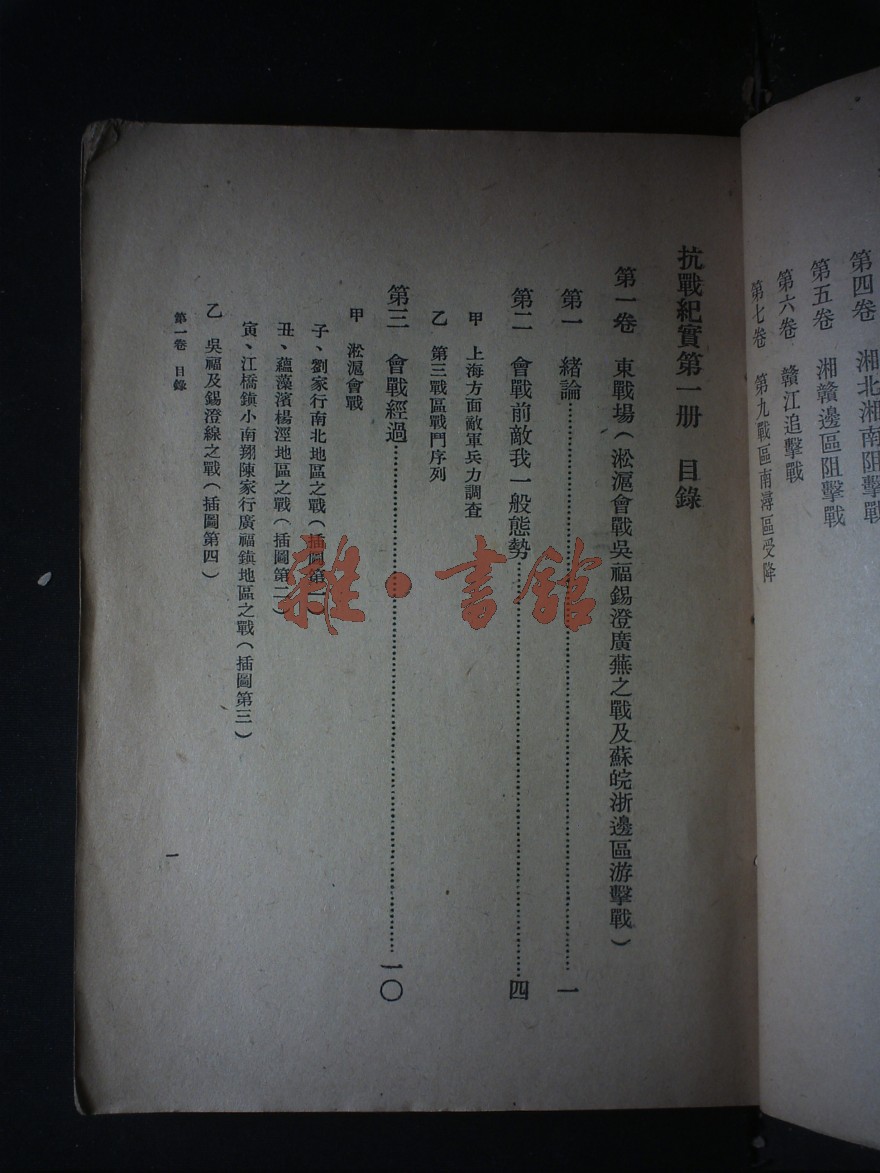 第四卷　湘北湘南阻擊戰
第五卷　湘贛邊區阻擊戰
第六卷　贛江追擊戰
第七卷　第九戰區南潯區受降
抗戰紀實第一册　目錄
第一卷　東戰場（淞滬會戰吳福錫澄廣燕之戰及蘇皖浙邊區游擊戰）
第一　緒論……………一
第二　會戰前敵我一般態勢……………四
甲　上海方面敵軍兵力調查
乙　第三戰區戰鬥序列
第三　會戰經過……………一〇
甲　淞滬會戰
子、劉家行南北地區之戰（插圖第一）
丑、蘊藻濱楊涇地區之戰（插圖第二）
寅、江橋鎮小南翔陳家行廣福鎮地區之戰（插圖第三）
乙　吳福及錫澄線之戰（插圖第四）
第一卷　目錄
一
雜·書館